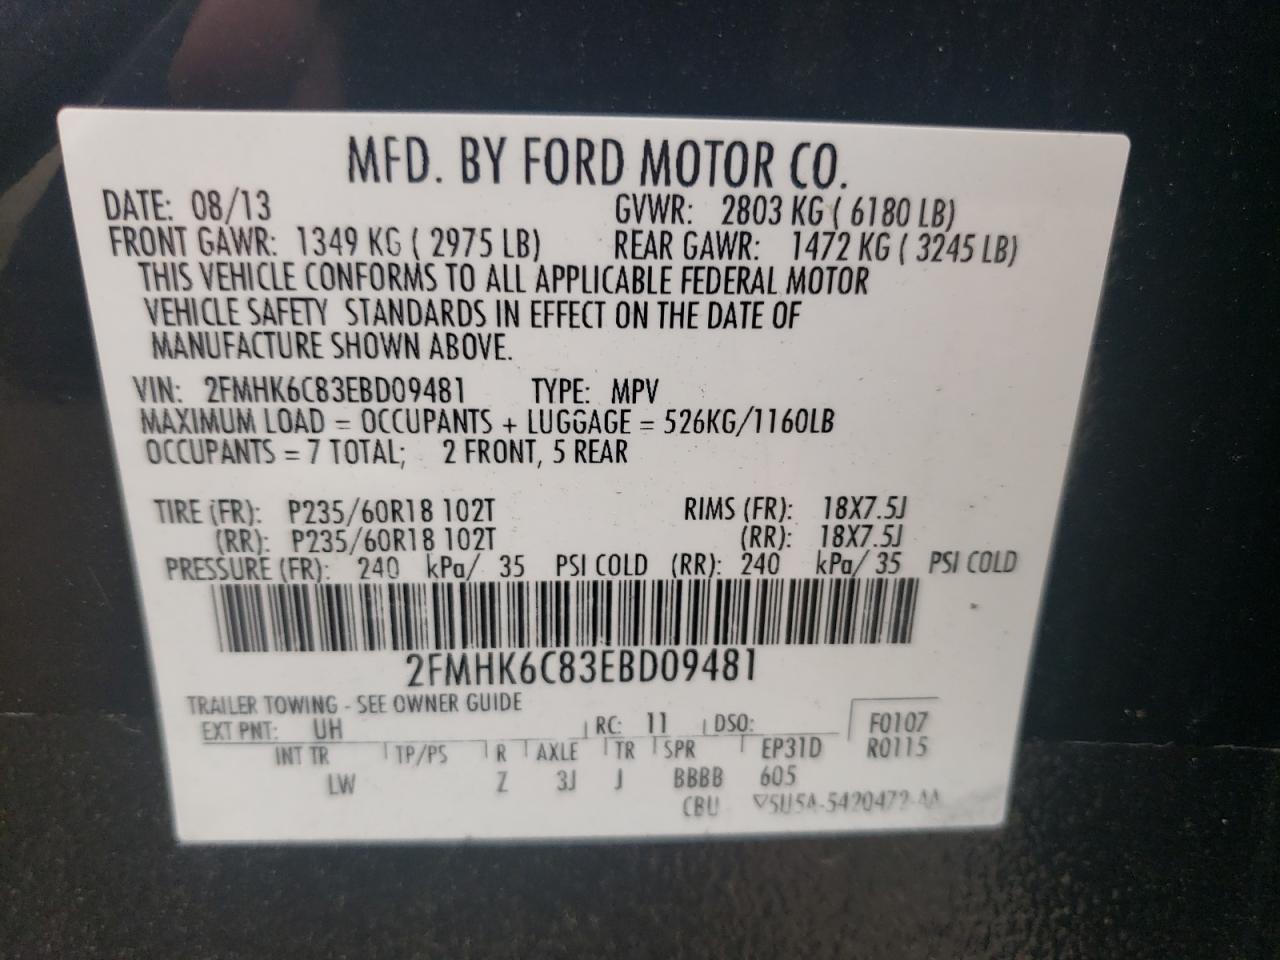 MFD. BY FORD MOTOR CO.
DATE: 08/13 GVWR: 2803 KG ( 6180 LB)
FRONT GAWR: 1349 KG ( 2975 LB) REAR GAWR: 1472 KG ( 3245 LB)
THIS VEHICLE CONFORMS TO ALL APPLICABLE FEDERAL MOTOR
VEHICLE SAFETY STANDARDS IN EFFECT ON THE DATE OF
MANUFACTURE SHOWN ABOVE.
VIN: 2FMHK6C83EBD09481 TYPE: MPV
MAXIMUM LOAD = OCCUPANTS + LUGGAGE = 526KG/1160LB
OCCUPANTS = 7 TOTAL; 2 FRONT, 5 REAR
TIRE (FR): P235/60R18 102T RIMS (FR): 18X7.5J
(RR): P235/60R18 102T (RR): 18X7.5J
PRESSURE (FR): 240 kPa/ 35 PSI COLD (RR): 240 kPa/ 35 PSI COLD
2FMHK6C83EBD09481
TRAILER TOWING - SEE OWNER GUIDE
EXT PNT: UH RC: 11 DSO: F0107
INT TR TP/PS R AXLE TR SPR EP31D R0115
LW Z 3J J BBBB 605
CBU ▽5U5A-5420472-AA